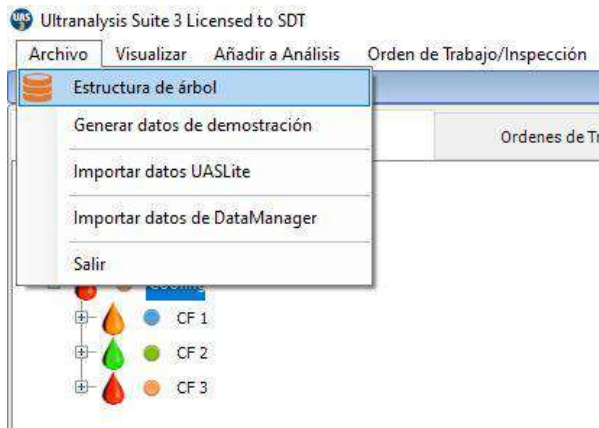 UAS
Ultranalysis Suite 3 Licensed to SDT
Archivo Visualizar Añadir a Análisis Orden de Trabajo/Inspección
Estructura de árbol
Generar datos de demostración
Ordenes de Tr
Importar datos UASLite
Importar datos de DataManager
Salir
Cooling
CF 1
CF 2
CF 3